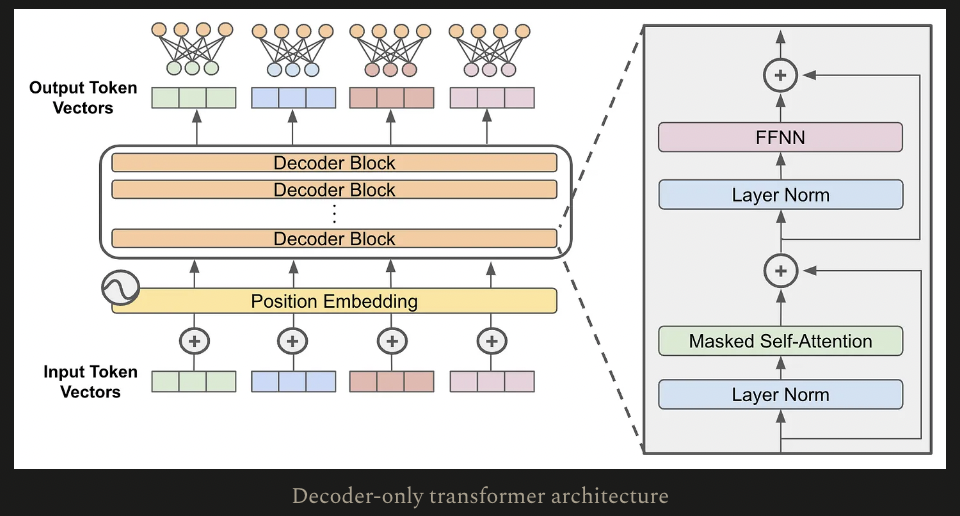 Output Token
Vectors
Decoder Block
Decoder Block
Decoder Block
Position Embedding
Input Token
Vectors
FFNN
Layer Norm
Masked Self-Attention
Layer Norm
Decoder-only transformer architecture